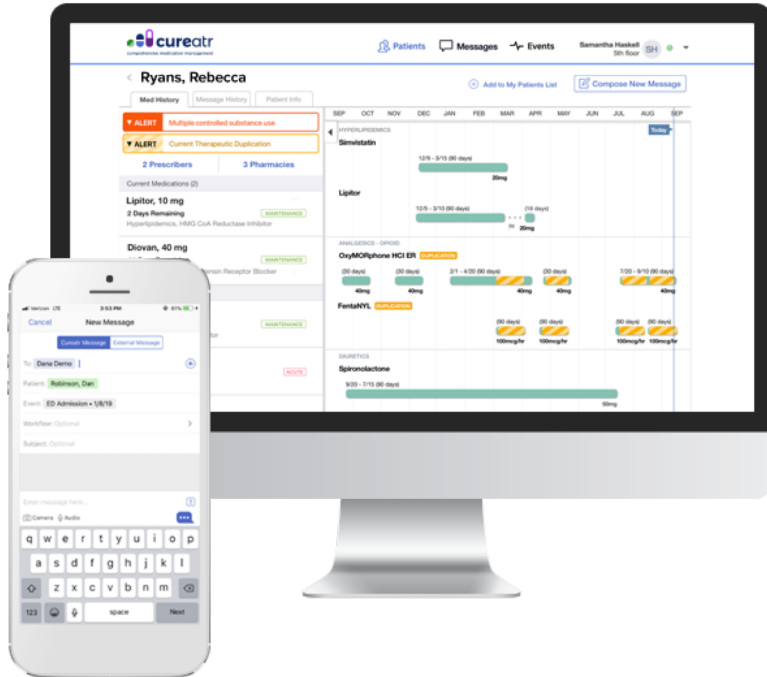 cureatr
comprehensive medication management
Patients
Messages
Events
Samantha Haskell
5th floor
SH
< Ryans, Rebecca
Add to My Patients List
Compose New Message
Med History
Message History
Patient Info
▼ ALERT Multiple controlled substance use
▼ ALERT Current Therapeutic Duplication
2 Prescribers
3 Pharmacies
Current Medications (2)
Lipitor, 10 mg
2 Days Remaining
MAINTENANCE
Hyperlipidemics, HMG CoA Reductase Inhibitor
Diovan, 40 mg
MAINTENANCE
Receptor Blocker
MAINTENANCE
ACUTE
SEP OCT NOV DEC JAN FEB MAR APR MAY JUN JUL AUG SEP
Today
HYPERLIPIDEMICS
Simvistatin
12/9 - 3/15 (90 days)
20mg
Lipitor
12/5 - 3/10 (90 days)
(18 days)
20mg
ANALGESICS - OPIOID
OxyMORphone HCl ER DUPLICATION
(30 days) (30 days) 2/1 - 4/20 (90 days) (30 days) 7/20 - 9/10 (90 days)
40mg 40mg 40mg 40mg 40mg
FentaNYL DUPLICATION
(90 days) (90 days) (90 days) (90 days)
100mcg/hr 100mcg/hr 100mcg/hr 100mcg/hr
DIURETICS
Spironolactone
9/20 - 7/15 (90 days)
50mg
Verizon LTE 3:53 PM 61%
Cancel New Message
Cureatr Message External Message
To: Dana Demo
Patient: Robinson, Dan
Event: ED Admission • 1/8/19
Workflow: Optional
Subject: Optional
Enter message here...
Camera Audio
q w e r t y u i o p
a s d f g h j k l
z x c v b n m
123 space Next